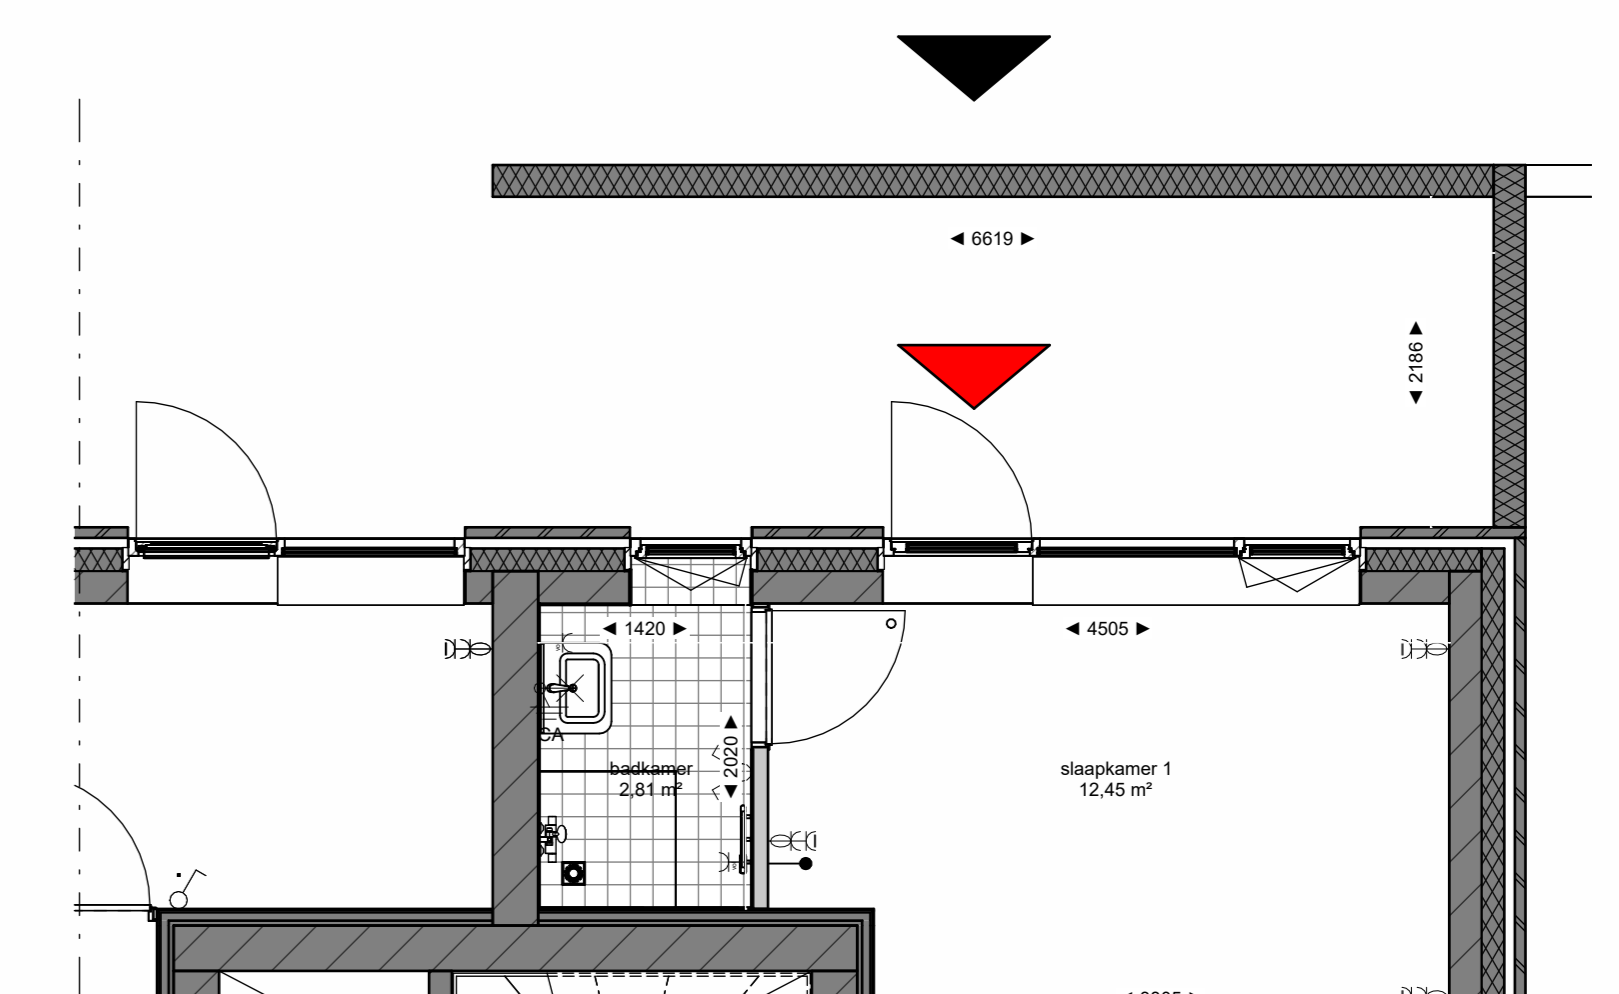 ◄ 6619 ►
◄ 2186 ►
◄ 1420 ►
◄ 4505 ►
CA
◄ 2020 ►
badkamer
2,81 m²
slaapkamer 1
12,45 m²